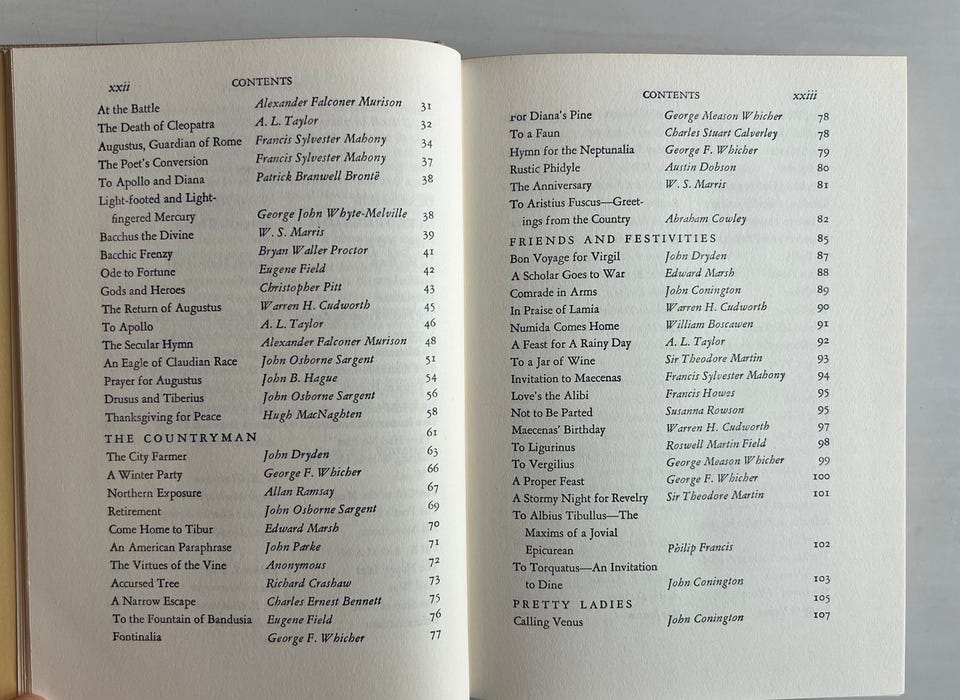 xxii CONTENTS
At the Battle Alexander Falconer Murison 31
The Death of Cleopatra A. L. Taylor 32
Augustus, Guardian of Rome Francis Sylvester Mahony 34
The Poet's Conversion Francis Sylvester Mahony 37
To Apollo and Diana Patrick Branwell Brontë 38
Light-footed and Light-
fingered Mercury George John Whyte-Melville 38
Bacchus the Divine W. S. Marris 39
Bacchic Frenzy Bryan Waller Proctor 41
Ode to Fortune Eugene Field 42
Gods and Heroes Christopher Pitt 43
The Return of Augustus Warren H. Cudworth 45
To Apollo A. L. Taylor 46
The Secular Hymn Alexander Falconer Murison 48
An Eagle of Claudian Race John Osborne Sargent 51
Prayer for Augustus John B. Hague 54
Drusus and Tiberius John Osborne Sargent 56
Thanksgiving for Peace Hugh MacNaghten 58
THE COUNTRYMAN 61
The City Farmer John Dryden 63
A Winter Party George F. Whicher 66
Northern Exposure Allan Ramsay 67
Retirement John Osborne Sargent 69
Come Home to Tibur Edward Marsh 70
An American Paraphrase John Parke 71
The Virtues of the Vine Anonymous 72
Accursed Tree Richard Crashaw 73
A Narrow Escape Charles Ernest Bennett 75
To the Fountain of Bandusia Eugene Field 76
Fontinalia George F. Whicher 77
CONTENTS xxiii
For Diana's Pine George Meason Whicher 78
To a Faun Charles Stuart Calverley 78
Hymn for the Neptunalia George F. Whicher 79
Rustic Phidyle Austin Dobson 80
The Anniversary W. S. Marris 81
To Aristius Fuscus—Greet-
ings from the Country Abraham Cowley 82
FRIENDS AND FESTIVITIES 85
Bon Voyage for Virgil John Dryden 87
A Scholar Goes to War Edward Marsh 88
Comrade in Arms John Conington 89
In Praise of Lamia Warren H. Cudworth 90
Numida Comes Home William Boscawen 91
A Feast for A Rainy Day A. L. Taylor 92
To a Jar of Wine Sir Theodore Martin 93
Invitation to Maecenas Francis Sylvester Mahony 94
Love's the Alibi Francis Howes 95
Not to Be Parted Susanna Rowson 95
Maecenas' Birthday Warren H. Cudworth 97
To Ligurinus Roswell Martin Field 98
To Vergilius George Meason Whicher 99
A Proper Feast George F. Whicher 100
A Stormy Night for Revelry Sir Theodore Martin 101
To Albius Tibullus—The
Maxims of a Jovial
Epicurean Philip Francis 102
To Torquatus—An Invitation
to Dine John Conington 103
PRETTY LADIES 105
Calling Venus John Conington 107